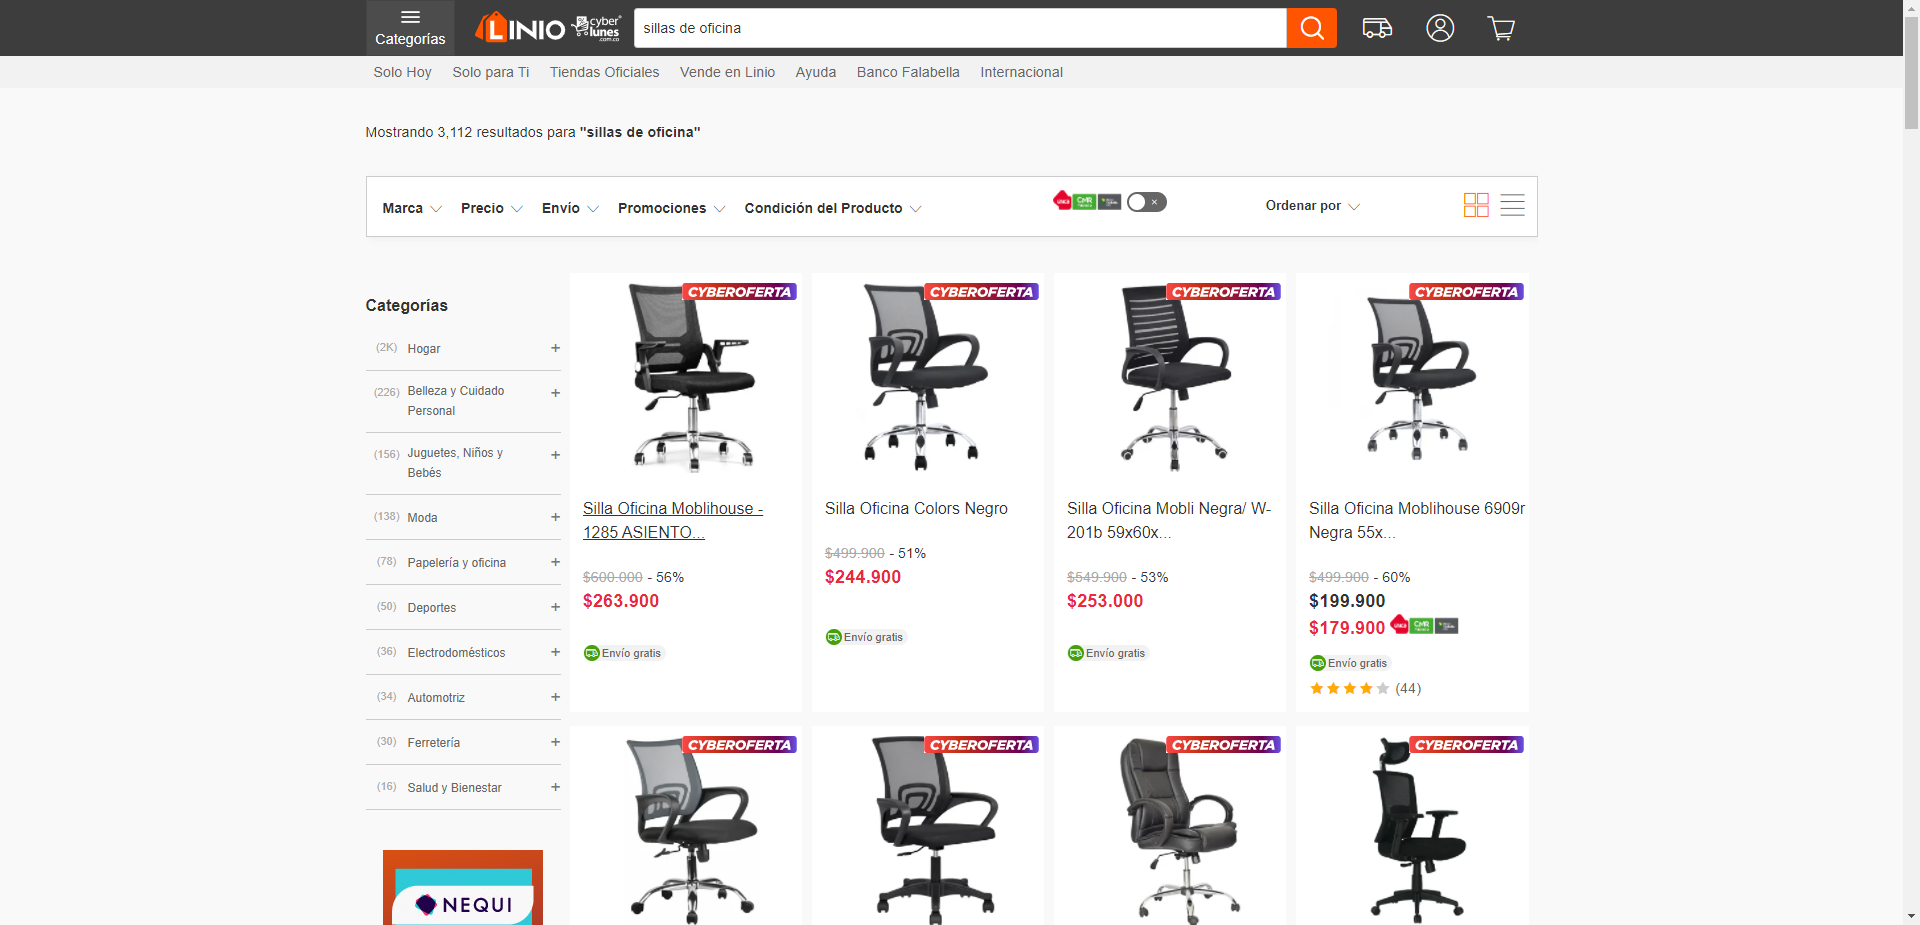 Categorías
LINIO
cyber
lunes
.com.co
sillas de oficina
Solo Hoy
Solo para Ti
Tiendas Oficiales
Vende en Linio
Ayuda
Banco Falabella
Internacional
Mostrando 3,112 resultados para "sillas de oficina"
Marca
Precio
Envío
Promociones
Condición del Producto
CMR
Ordenar por
Categorías
(2K) Hogar +
(226) Belleza y Cuidado +
Personal
(156) Juguetes, Niños y +
Bebés
(138) Moda +
(78) Papelería y oficina +
(50) Deportes +
(36) Electrodomésticos +
(34) Automotriz +
(30) Ferretería +
(16) Salud y Bienestar +
NEQUI
CYBEROFERTA
Silla Oficina Moblihouse -
1285 ASIENTO...
$600.000 - 56%
$263.900
Envío gratis
CYBEROFERTA
Silla Oficina Colors Negro
$499.900 - 51%
$244.900
Envío gratis
CYBEROFERTA
Silla Oficina Mobli Negra/ W-
201b 59x60x...
$549.900 - 53%
$253.000
Envío gratis
CYBEROFERTA
Silla Oficina Moblihouse 6909r
Negra 55x...
$499.900 - 60%
$199.900
$179.900 CMR
Envío gratis
(44)
CYBEROFERTA
CYBEROFERTA
CYBEROFERTA
CYBEROFERTA